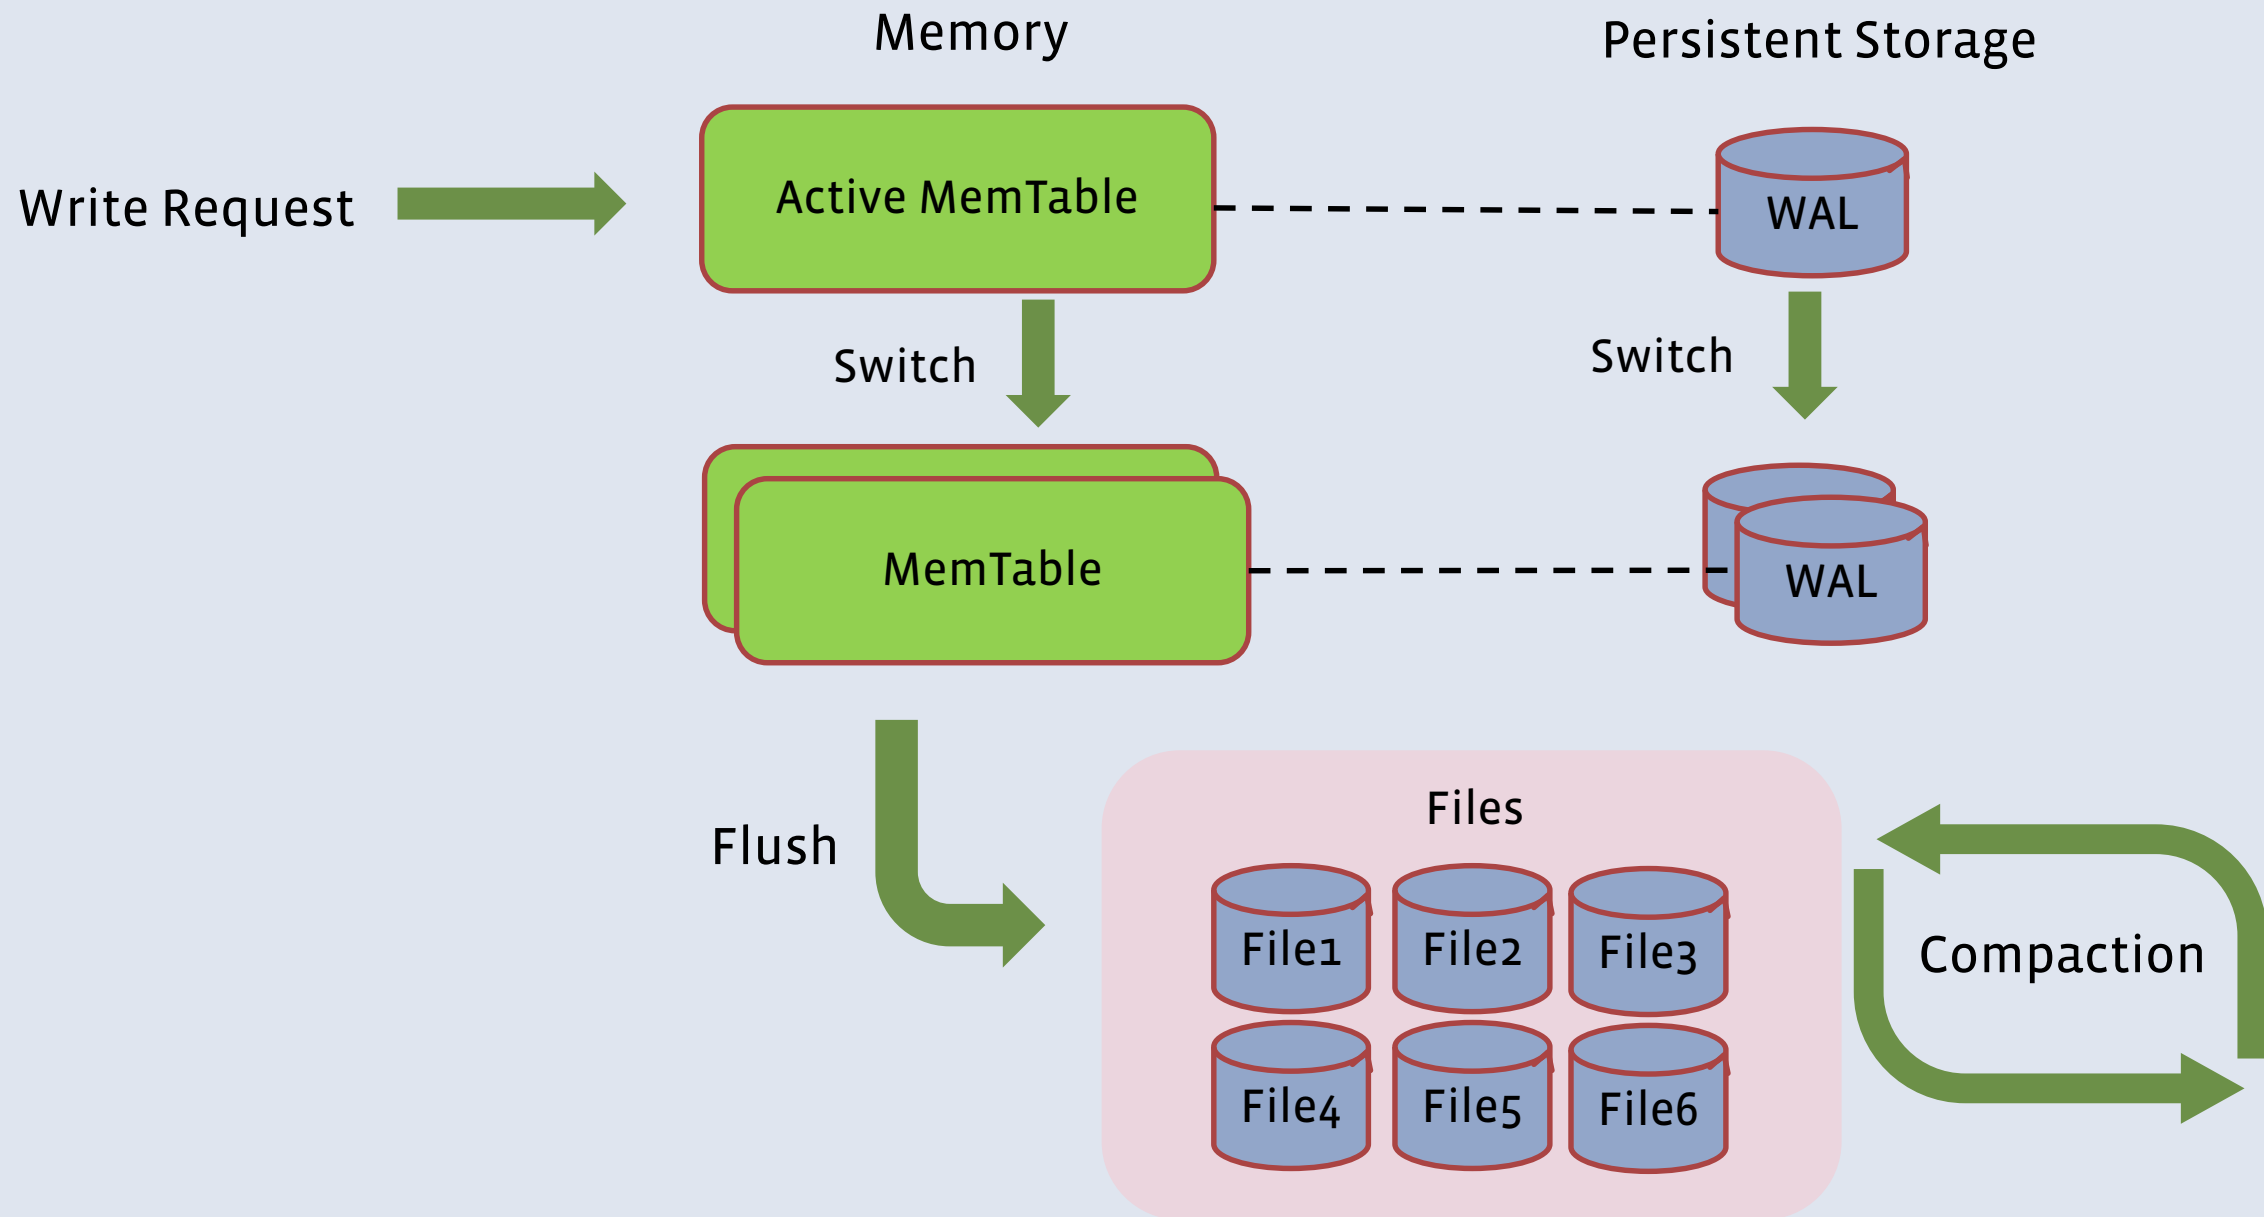 Memory
Persistent Storage
Write Request
Active MemTable
WAL
Switch
Switch
MemTable
WAL
Flush
Files
File1
File2
File3
Compaction
File4
File5
File6